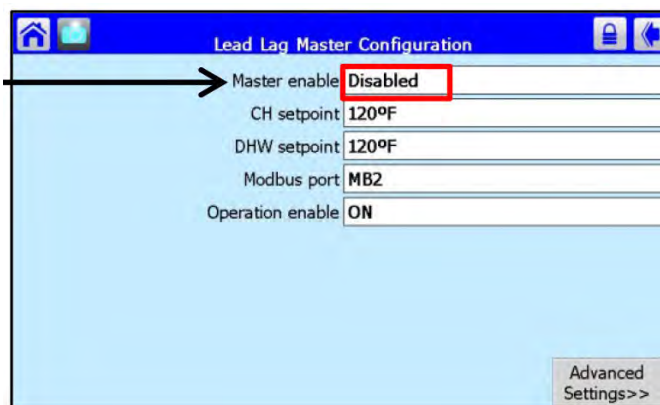 Lead Lag Master Configuration
Master enable Disabled
CH setpoint 120ºF
DHW setpoint 120ºF
Modbus port MB2
Operation enable ON
Advanced
Settings>>